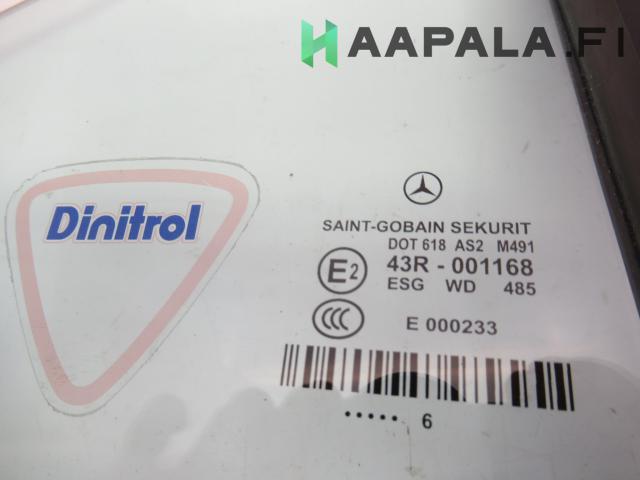 HAAPALA.FI
Dinitrol
SAINT-GOBAIN SEKURIT
DOT 618 AS2 M491
E2 43R - 001168
ESG WD 485
CCC E 000233
..... 6